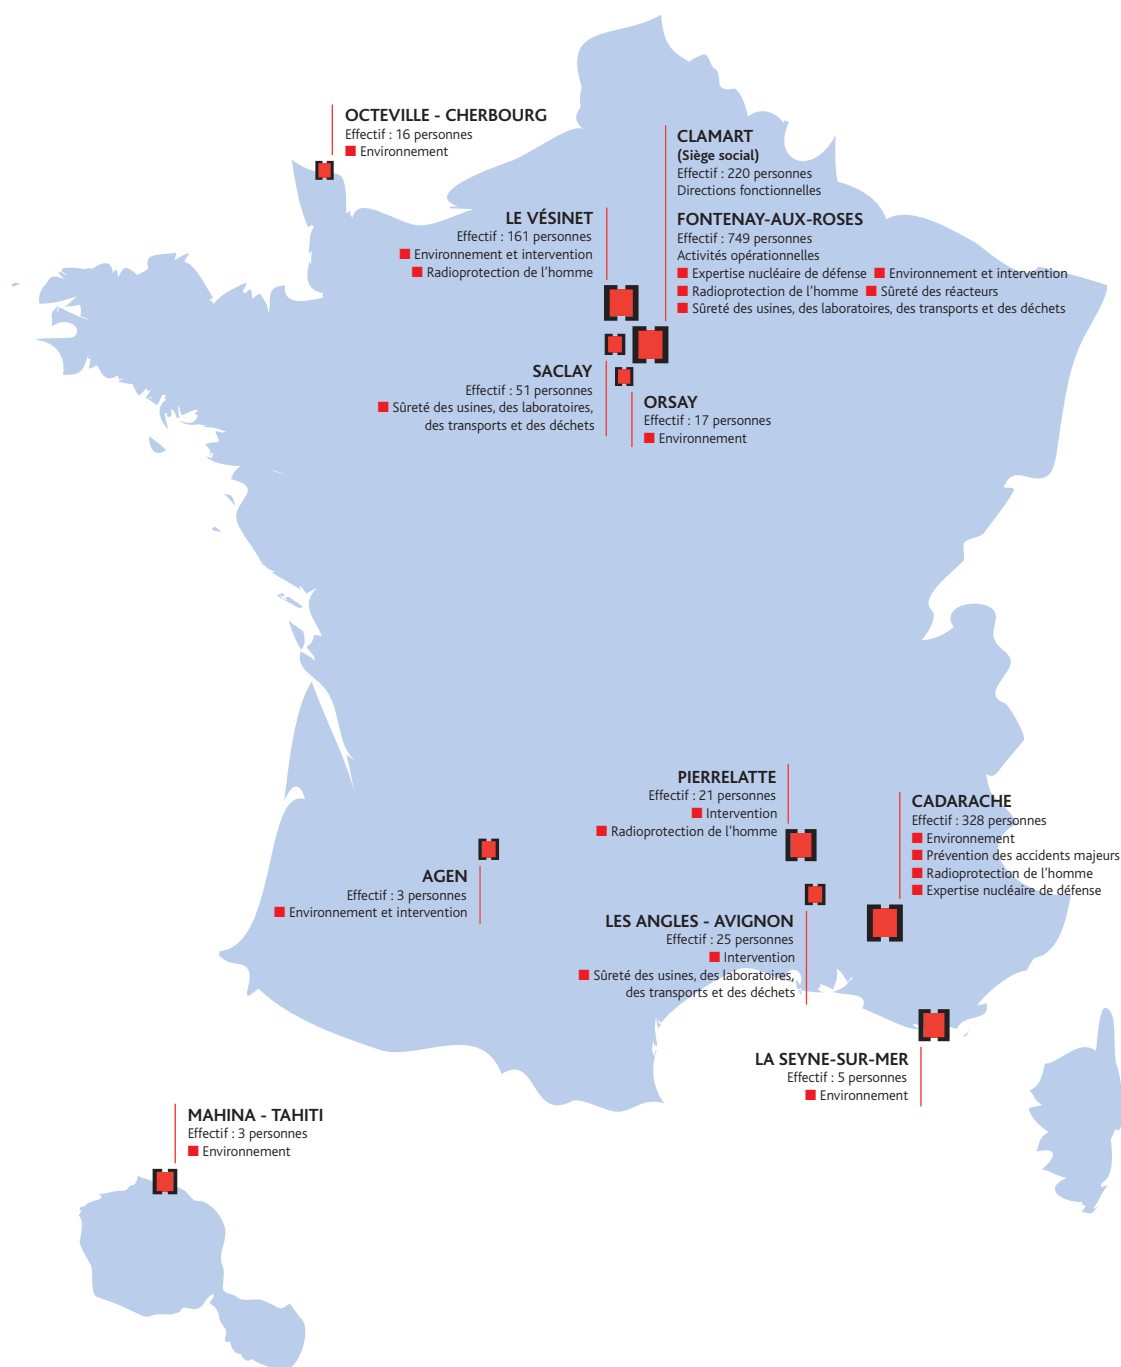 OCTEVILLE - CHERBOURG
Effectif : 16 personnes
Environnement
CLAMART
(Siège social)
Effectif : 220 personnes
Directions fonctionnelles
FONTENAY-AUX-ROSES
Effectif : 749 personnes
Activités opérationnelles
Expertise nucléaire de défense Environnement et intervention
Radioprotection de l'homme Sûreté des réacteurs
Sûreté des usines, des laboratoires, des transports et des déchets
LE VÉSINET
Effectif : 161 personnes
Environnement et intervention
Radioprotection de l'homme
SACLAY
Effectif : 51 personnes
Sûreté des usines, des laboratoires,
des transports et des déchets
ORSAY
Effectif : 17 personnes
Environnement
PIERRELATTE
Effectif : 21 personnes
Intervention
Radioprotection de l'homme
CADARACHE
Effectif : 328 personnes
Environnement
Prévention des accidents majeurs
Radioprotection de l'homme
Expertise nucléaire de défense
AGEN
Effectif : 3 personnes
Environnement et intervention
LES ANGLES - AVIGNON
Effectif : 25 personnes
Intervention
Sûreté des usines, des laboratoires,
des transports et des déchets
LA SEYNE-SUR-MER
Effectif : 5 personnes
Environnement
MAHINA - TAHITI
Effectif : 3 personnes
Environnement